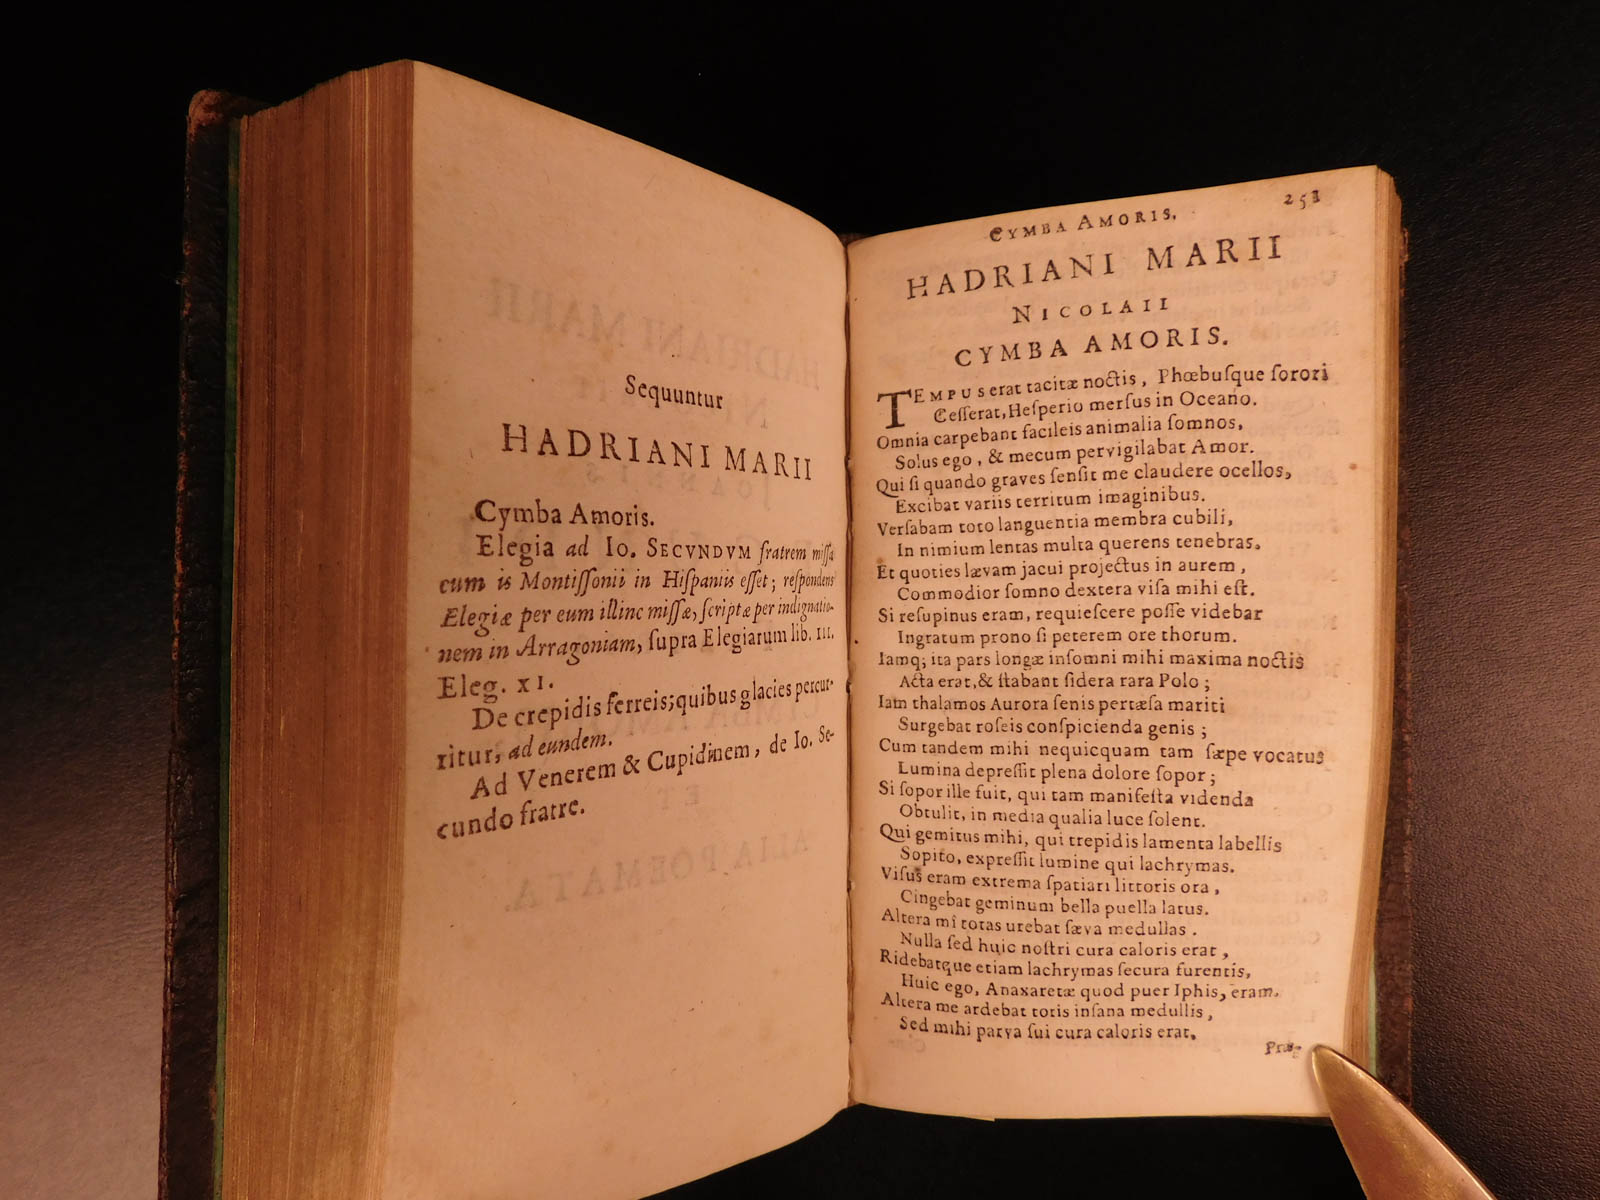 Sequuntur
HADRIANI MARII
Cymba Amoris.
Elegia ad Io. SECVNDVM fratrem missa
cum is Montissonii in Hispaniis esset; respondens
Elegiæ per eum illinc missæ, scriptæ per indignatio-
nem in Arragoniam, supra Elegiarum lib. III.
Eleg. XI.
De crepidis ferreis; quibus glacies percur-
ritur, ad eundem.
Ad Venerem & Cupidinem, de Io. Se-
cundo fratre.
CYMBA AMORIS. 251
HADRIANI MARII
NICOLAII
CYMBA AMORIS.
TEMPUS erat tacitæ noctis, Phœbusque sorori
Cesserat, Hesperio mersus in Oceano.
Omnia carpebant facileis animalia somnos,
Solus ego, & mecum pervigilabat Amor.
Qui si quando graves sensit me claudere ocellos,
Excibat variis territum imaginibus.
Versabam toto languentia membra cubili,
In nimium lentas multa querens tenebras.
Et quoties lævam jacui projectus in aurem,
Commodior somno dextera visa mihi est.
Si resupinus eram, requiescere posse videbar
Ingratum prono si peterem ore thorum.
Iamq; ita pars longæ insomni mihi maxima noctis
Acta erat, & stabant sidera rara Polo;
Iam thalamos Aurora senis pertæsa mariti
Surgebat roseis conspicienda genis;
Cum tandem mihi nequicquam tam sæpe vocatus
Lumina depressit plena dolore sopor;
Si sopor ille fuit, qui tam manifesta videnda
Obtulit, in media qualia luce solent.
Qui gemitus mihi, qui trepidis lamenta labellis
Sopito, expressit lumine qui lachrymas.
Visus eram extrema spatiari littoris ora,
Cingebat geminum bella puella latus.
Altera mî totas urebat sæva medullas.
Nulla sed huic nostri cura caloris erat,
Ridebatque etiam lachrymas secura furentis,
Huic ego, Anaxaretæ quod puer Iphis, eram.
Altera me ardebat totis insana medullis,
Sed mihi parva sui cura caloris erat.